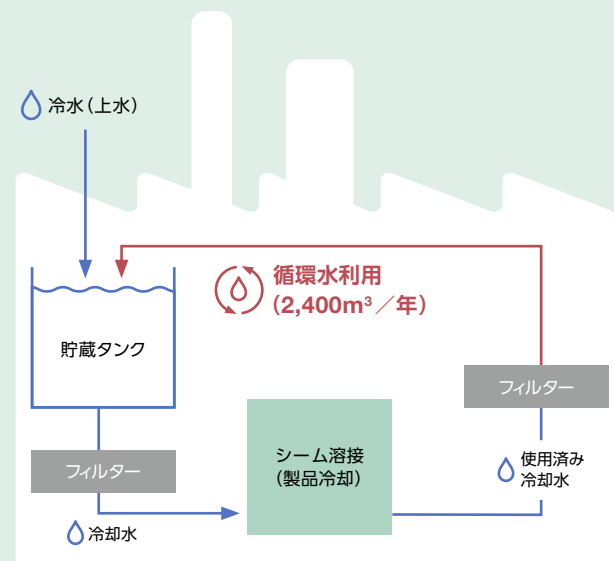 冷水（上水）
循環水利用
（2,400m³／年）
貯蔵タンク
フィルター
フィルター
シーム溶接
（製品冷却）
使用済み
冷却水
冷却水